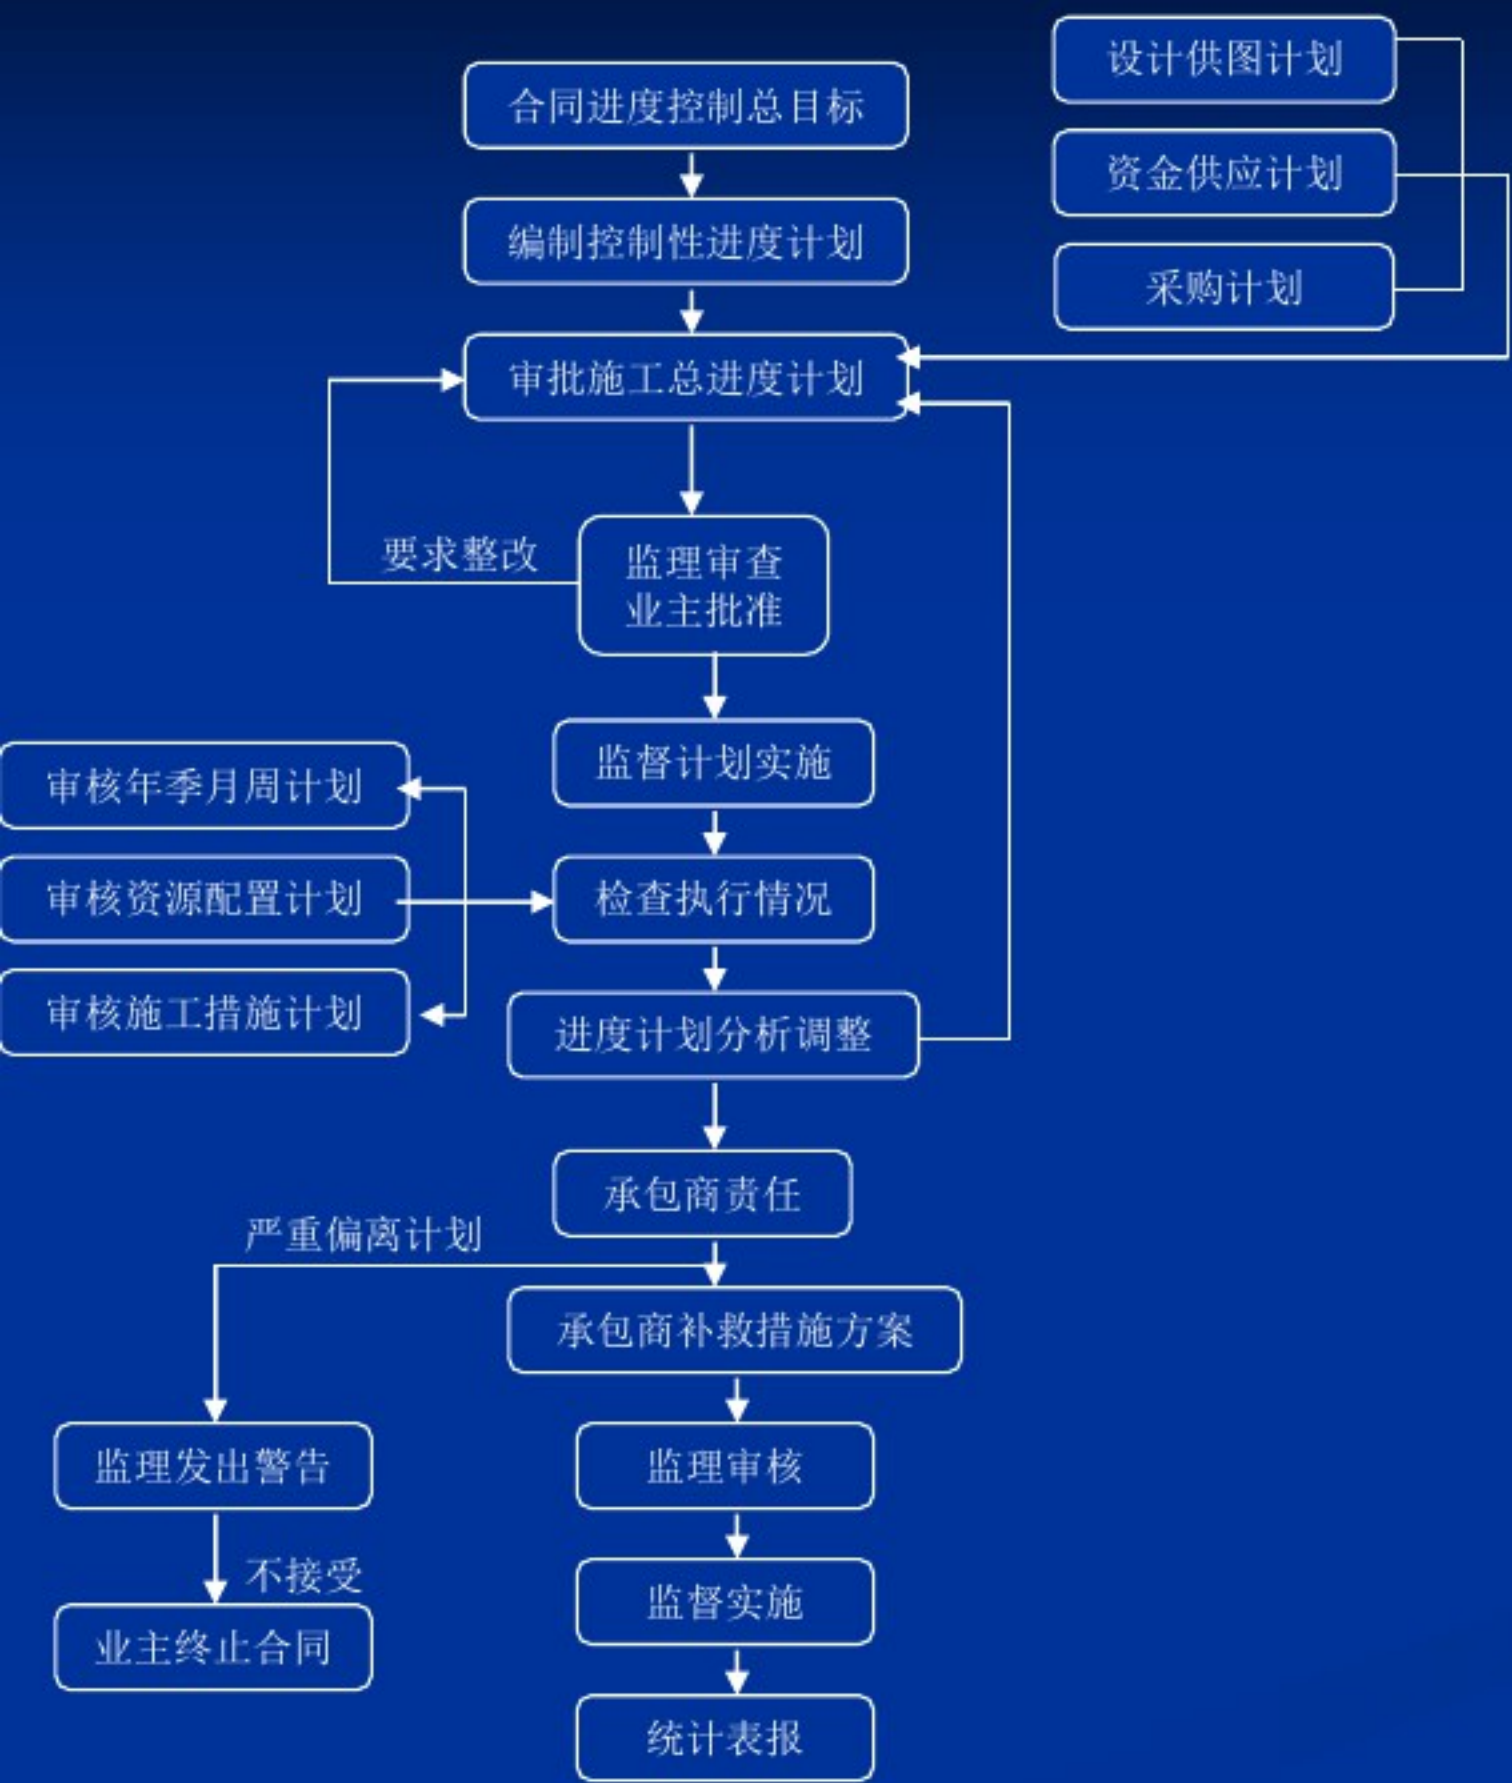 设计供图计划
合同进度控制总目标
资金供应计划
编制控制性进度计划
采购计划
审批施工总进度计划
要求整改
监理审查
业主批准
监督计划实施
审核年季月周计划
审核资源配置计划
检查执行情况
审核施工措施计划
进度计划分析调整
承包商责任
严重偏离计划
承包商补救措施方案
监理发出警告
监理审核
不接受
监督实施
业主终止合同
统计表报